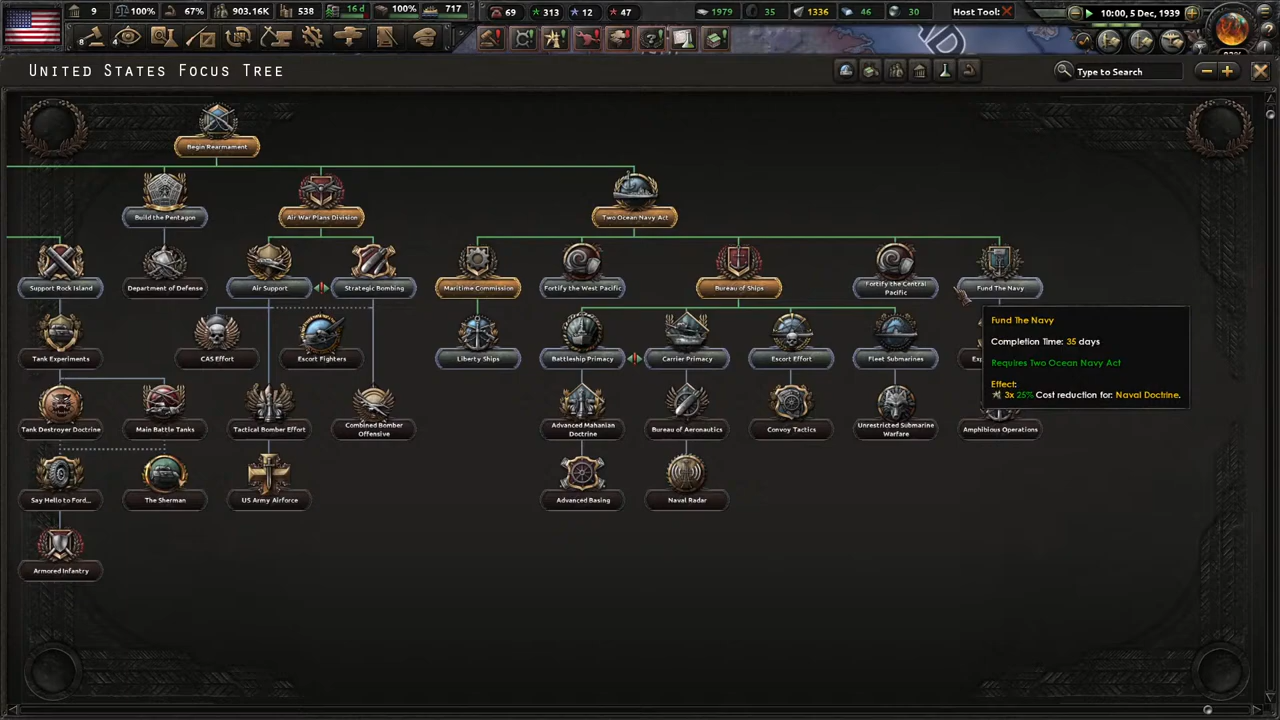 9 100% 67% 903.16K 538 16 d 100% 717 69 313 12 47 1979 35 1336 46 30 Host Tool: 10:00, 5 Dec, 1939
8 4
United States Focus Tree
Type to Search
Begin Rearmament
Build the Pentagon
Air War Plans Division
Two Ocean Navy Act
Support Rock Island
Department of Defense
Air Support
Strategic Bombing
Maritime Commission
Fortify the West Pacific
Bureau of Ships
Fortify the Central Pacific
Fund The Navy
Fund The Navy
Completion Time: 35 days
Requires Two Ocean Navy Act
Effect:
3x 25% Cost reduction for: Naval Doctrine.
Tank Experiments
CAS Effort
Escort Fighters
Liberty Ships
Battleship Primacy
Carrier Primacy
Escort Effort
Fleet Submarines
Tank Destroyer Doctrine
Main Battle Tanks
Tactical Bomber Effort
Combined Bomber Offensive
Advanced Mahanian Doctrine
Bureau of Aeronautics
Convoy Tactics
Unrestricted Submarine Warfare
Amphibious Operations
Say Hello to Ford...
The Sherman
US Army Airforce
Advanced Basing
Naval Radar
Armored Infantry